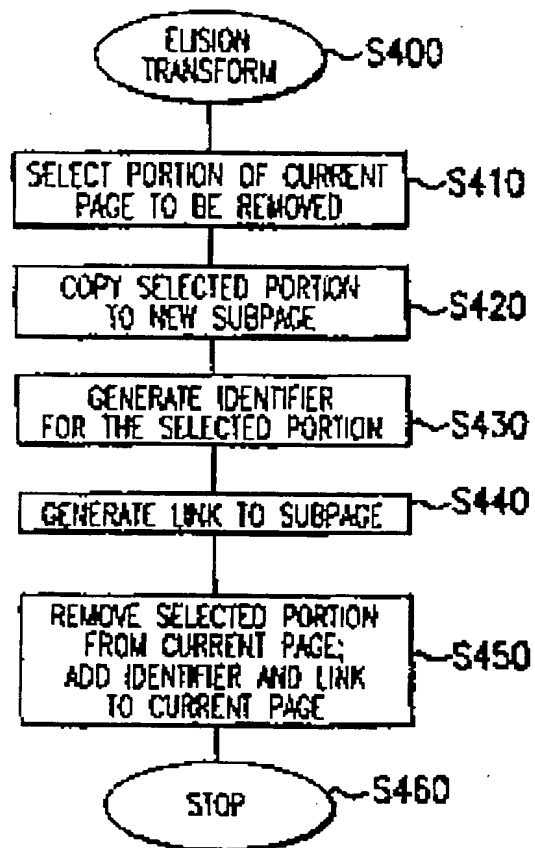 ELISION
TRANSFORM
S400
SELECT PORTION OF CURRENT
PAGE TO BE REMOVED
S410
COPY SELECTED PORTION
TO NEW SUBPAGE
S420
GENERATE IDENTIFIER
FOR THE SELECTED PORTION
S430
GENERATE LINK TO SUBPAGE
S440
REMOVE SELECTED PORTION
FROM CURRENT PAGE;
ADD IDENTIFIER AND LINK
TO CURRENT PAGE
S450
STOP
S460